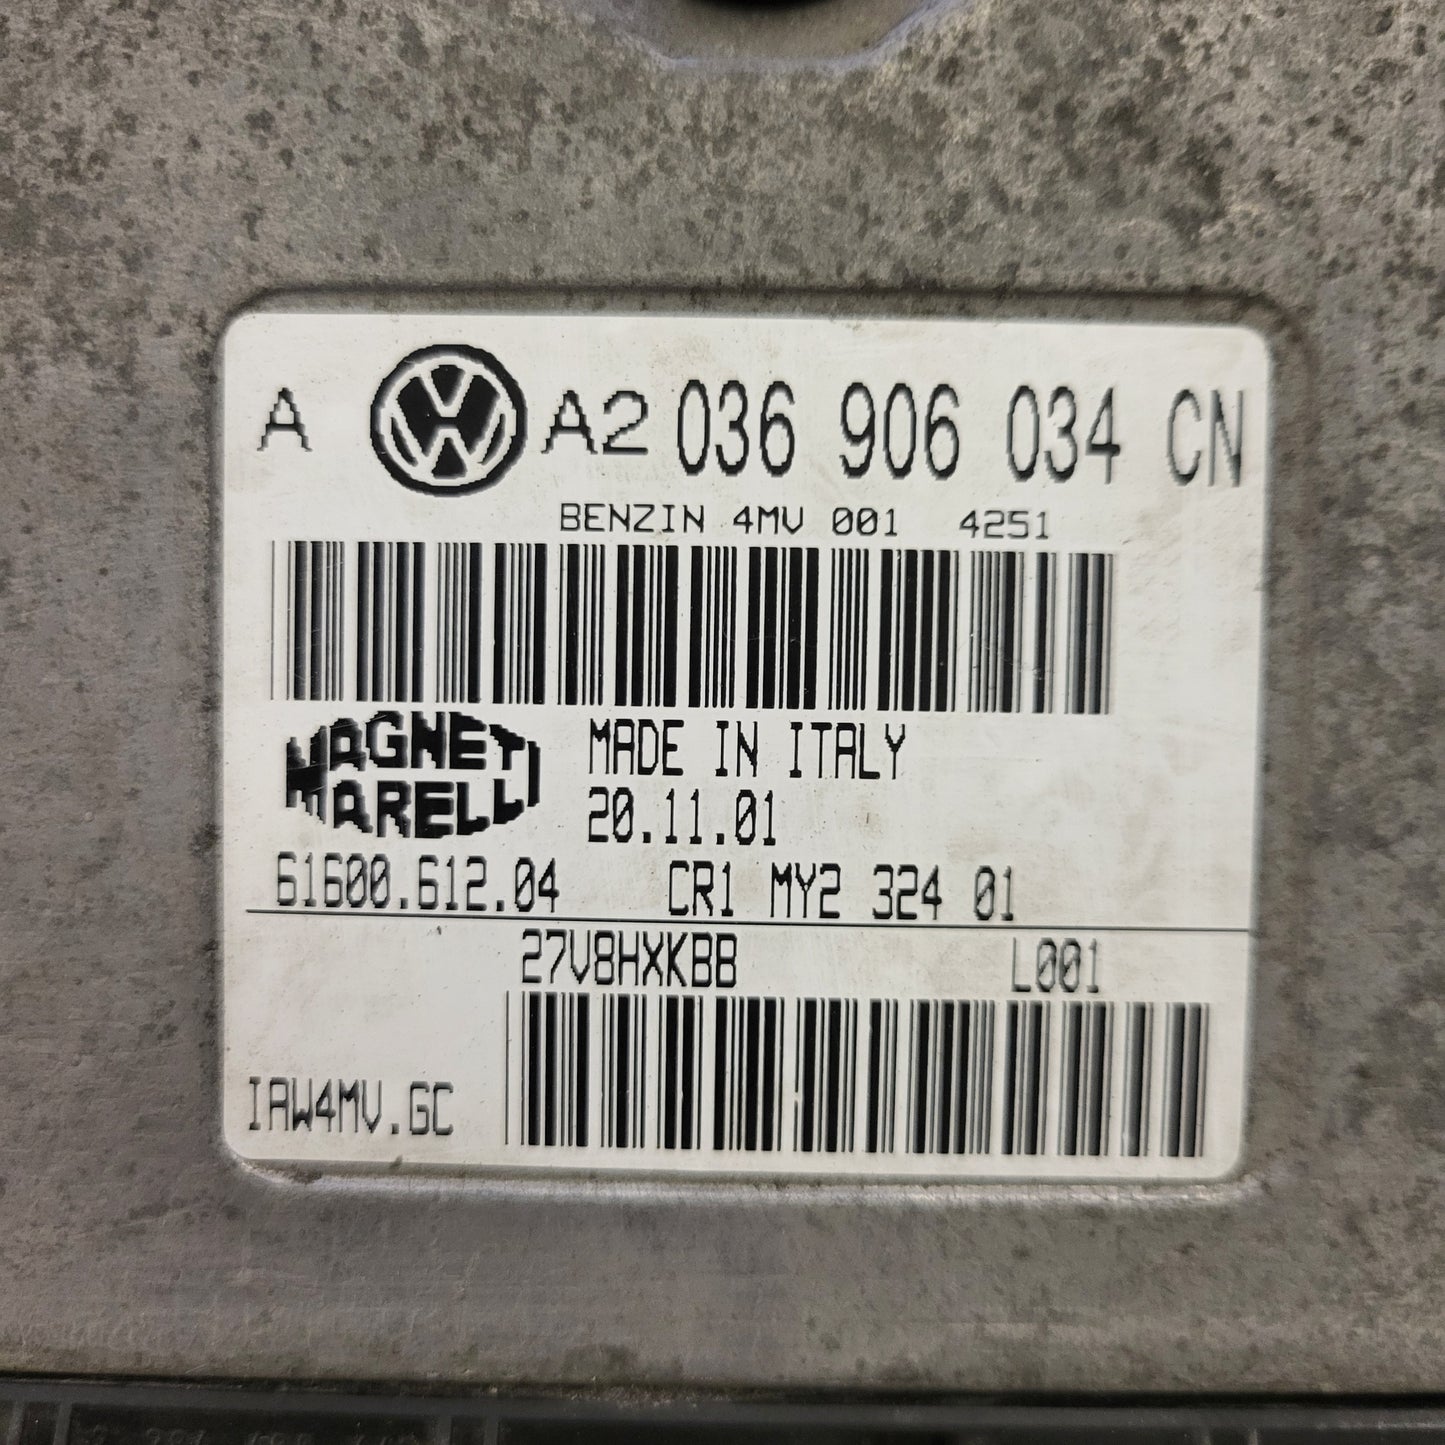 A VW A2 036 906 034 CN
BENZIN 4MV 001 4251
MAGNETI
MARELLI
MADE IN ITALY
20.11.01
61600.612.04 CR1 MY2 324 01
27V8HXKBB L001
IAW4MV.GC